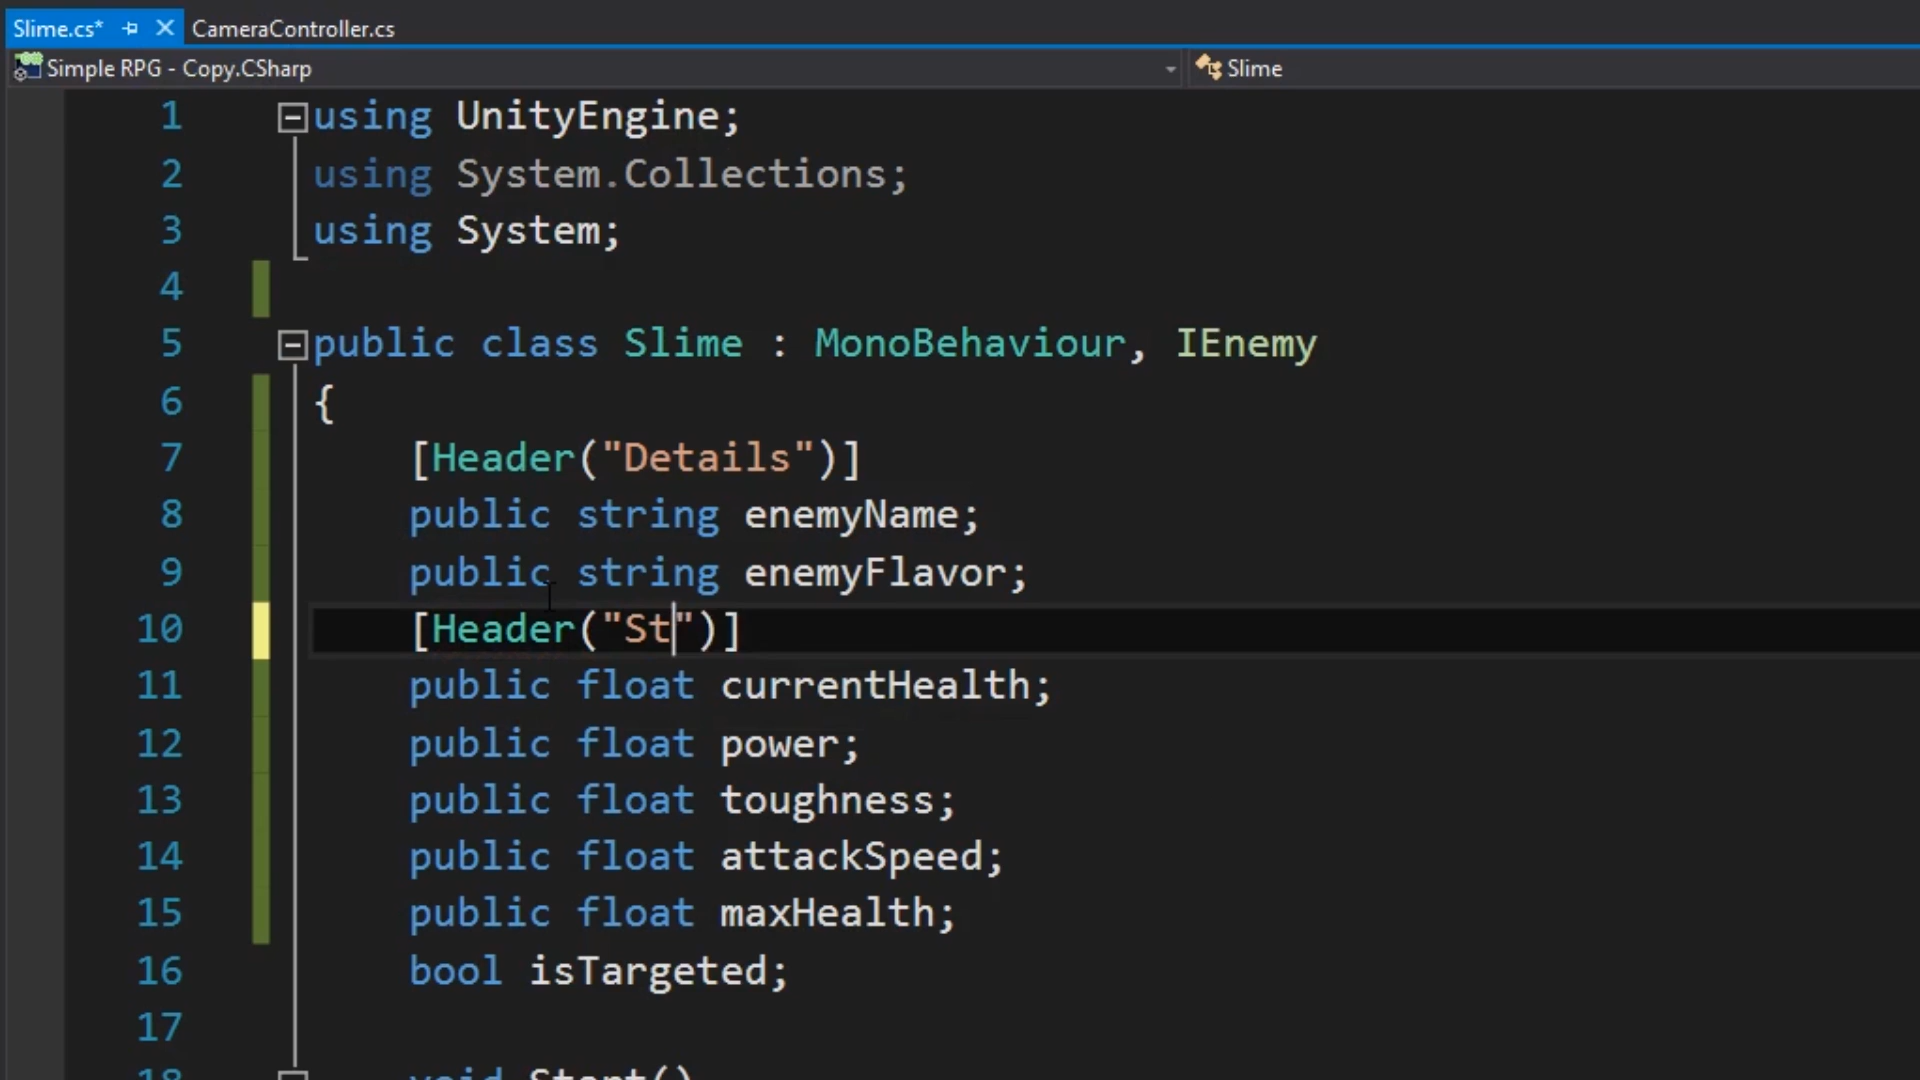 Slime.cs* CameraController.cs
Simple RPG - Copy.CSharp Slime
1 using UnityEngine;
2 using System.Collections;
3 using System;
4
5 public class Slime : MonoBehaviour, IEnemy
6 {
7 [Header("Details")]
8 public string enemyName;
9 public string enemyFlavor;
10 [Header("St")]
11 public float currentHealth;
12 public float power;
13 public float toughness;
14 public float attackSpeed;
15 public float maxHealth;
16 bool isTargeted;
17
18 void Start()